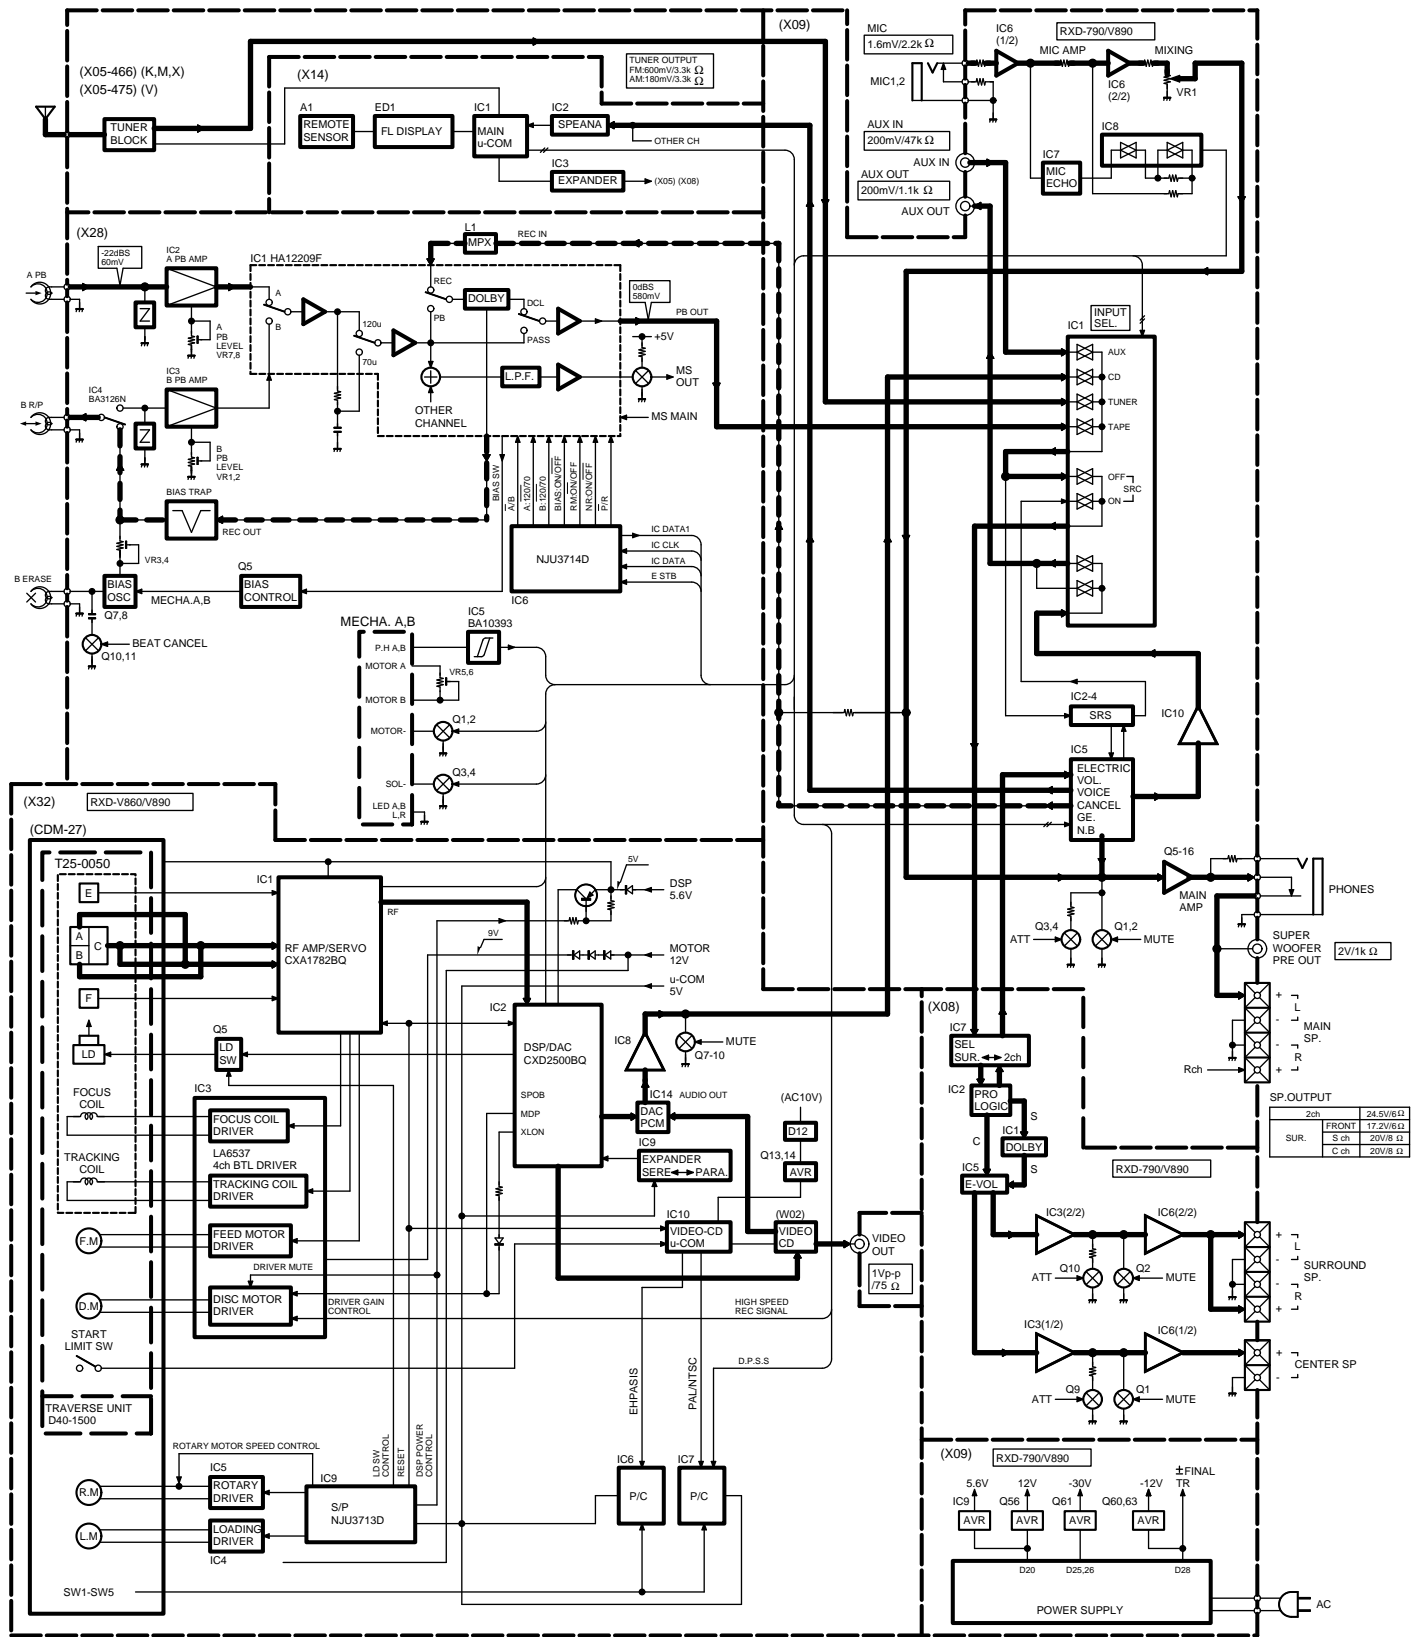 (X05-466) (K,M,X)
(X05-475) (V)
TUNER
BLOCK
(X14)
A1
REMOTE
SENSOR
ED1
FL DISPLAY
IC1
MAIN
u-COM
IC2
SPEANA
OTHER CH
IC3
EXPANDER
(X05) (X08)
TUNER OUTPUT
FM:600mV/3.3k Ω
AM:180mV/3.3k Ω
(X09)
MIC
1.6mV/2.2k Ω
MIC1,2
IC6
(1/2)
MIC AMP
RXD-790/V890
IC6
(2/2)
MIXING
VR1
AUX IN
200mV/47k Ω
AUX IN
AUX OUT
200mV/1.1k Ω
AUX OUT
IC7
MIC
ECHO
IC8
(X28)
-22dBS
60mV
A PB
IC2
A PB AMP
Z
A
PB
LEVEL
VR7,8
IC3
B PB AMP
IC4
BA3126N
B R/P
Z
B
PB
LEVEL
VR1,2
L1
MPX
REC IN
IC1 HA12209F
A
B
120u
70u
REC
PB
DOLBY
DCL
PASS
0dBS
580mV
PB OUT
+5V
MS
OUT
L.P.F.
OTHER
CHANNEL
MS MAIN
BIAS TRAP
REC OUT
VR3,4
B ERASE
BIAS
OSC
Q7,8
MECHA.A,B
Q5
BIAS
CONTROL
BEAT CANCEL
Q10,11
BIAS SW
A/B
A:120/70
B:120/70
BIAS:ON/OFF
RM:ON/OFF
NR:ON/OFF
P/R
NJU3714D
IC6
IC DATA1
IC CLK
IC DATA
E STB
MECHA. A,B
P.H A,B
MOTOR A
MOTOR B
MOTOR-
SOL-
LED A,B
L,R
IC5
BA10393
VR5,6
Q1,2
Q3,4
IC1
INPUT
SEL.
AUX
CD
TUNER
TAPE
OFF
SRC
ON
IC2-4
SRS
IC10
IC5
ELECTRIC
VOL.
VOICE
CANCEL
GE.
N.B
Q5-16
MAIN
AMP
Q3,4
ATT
Q1,2
MUTE
PHONES
SUPER
WOOFER
PRE OUT
2V/1k Ω
+
L
-
MAIN
SP.
-
R
+
Rch
(X32)
RXD-V860/V890
(CDM-27)
T25-0050
E
A
B
C
F
LD
FOCUS
COIL
TRACKING
COIL
F.M
D.M
START
LIMIT SW
TRAVERSE UNIT
D40-1500
R.M
L.M
SW1-SW5
IC1
RF AMP/SERVO
CXA1782BQ
RF
Q5
LD
SW
IC3
FOCUS COIL
DRIVER
LA6537
4ch BTL DRIVER
TRACKING COIL
DRIVER
FEED MOTOR
DRIVER
DRIVER MUTE
DISC MOTOR
DRIVER
DRIVER GAIN
CONTROL
5V
DSP
5.6V
9V
MOTOR
12V
u-COM
5V
IC2
DSP/DAC
CXD2500BQ
SPOB
MDP
XLON
IC8
MUTE
Q7-10
IC14
AUDIO OUT
DAC
PCM
IC9
EXPANDER
SERE
PARA.
(AC10V)
D12
Q13,14
AVR
IC10
VIDEO-CD
u-COM
(W02)
VIDEO
CD
VIDEO
OUT
1Vp-p
/75 Ω
HIGH SPEED
REC SIGNAL
D.P.S.S
EHPASIS
PAL/NTSC
ROTARY MOTOR SPEED CONTROL
IC5
ROTARY
DRIVER
LOADING
DRIVER
IC4
IC9
S/P
NJU3713D
LD SW
CONTROL
RESET
DSP POWER
CONTROL
IC6
P/C
IC7
P/C
(X08)
IC7
SEL
SUR.
2ch
IC2
PRO
LOGIC
S
C
IC1
DOLBY
S
IC5
E-VOL
RXD-790/V890
IC3(2/2)
IC6(2/2)
ATT
Q10
Q2
MUTE
+
L
-
SURROUND
SP.
-
R
+
IC3(1/2)
IC6(1/2)
ATT
Q9
Q1
MUTE
+
CENTER SP
-
SP.OUTPUT
2ch 24.5V/6Ω
SUR. FRONT 17.2V/6Ω
S ch 20V/8 Ω
C ch 20V/8 Ω
(X09)
RXD-790/V890
5.6V
12V
-30V
-12V
±FINAL
TR
IC9
Q56
Q61
Q60,63
AVR
AVR
AVR
AVR
D20
D25,26
D28
POWER SUPPLY
AC